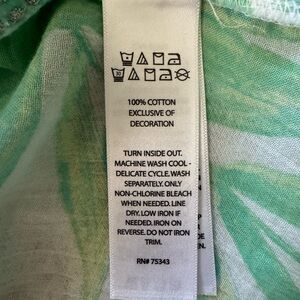 100% COTTON
EXCLUSIVE OF
DECORATION
TURN INSIDE OUT.
MACHINE WASH COOL -
DELICATE CYCLE. WASH
SEPARATELY. ONLY
NON-CHLORINE BLEACH
WHEN NEEDED. LINE
DRY. LOW IRON IF
NEEDED. IRON ON
REVERSE. DO NOT IRON
TRIM.
RN# 75343